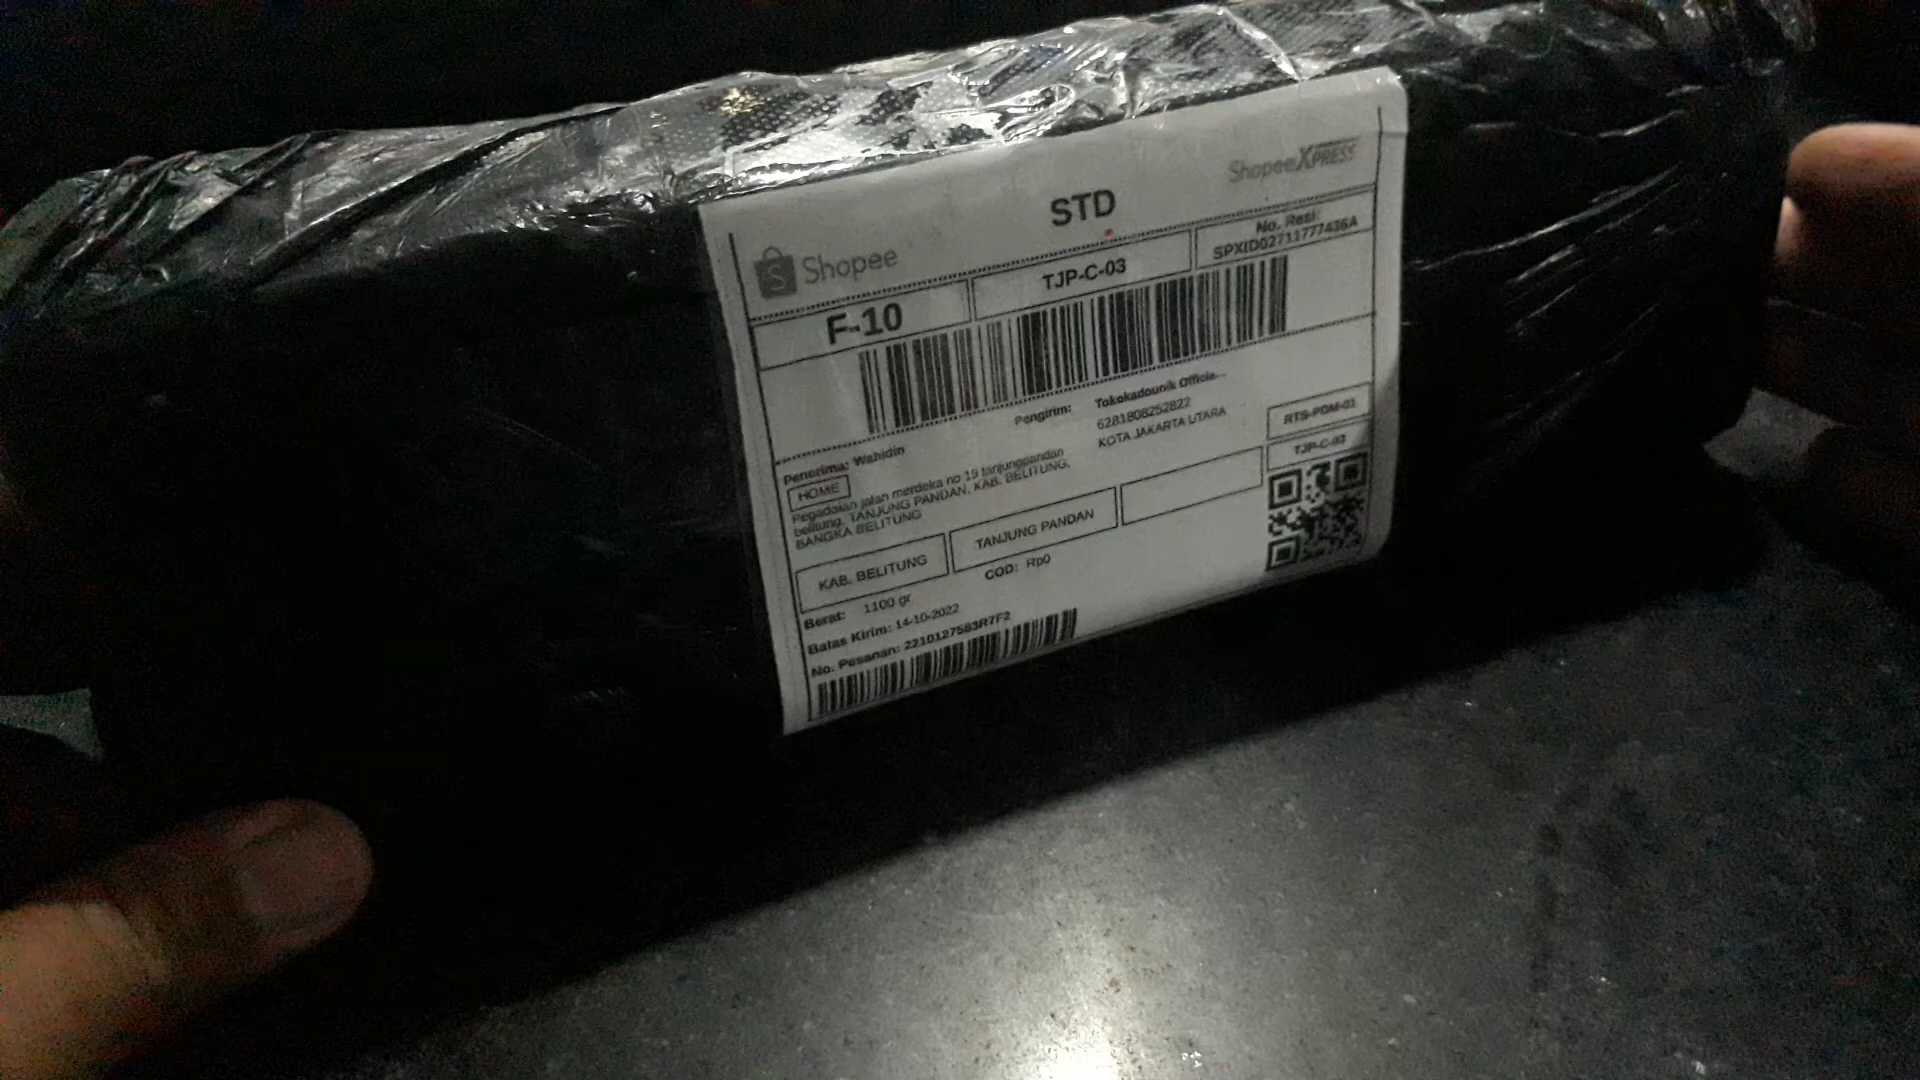 STD
ShopeeXPRESS
Shopee
F-10
TJP-C-03
No. Resi:
SPXID02711777436A
Pengirim: Tokokadounik Officia...
6281808252822
KOTA JAKARTA UTARA
Penerima: Wahidin
HOME
Pegadaian jalan merdeka no 19 tanjungpandan
belitung, TANJUNG PANDAN, KAB. BELITUNG,
BANGKA BELITUNG
RTS-PGM-01
TJP-C-03
KAB. BELITUNG
TANJUNG PANDAN
Berat: 1100 gr
COD: Rp0
Batas Kirim: 14-10-2022
No. Pesanan: 2210127583R7F2